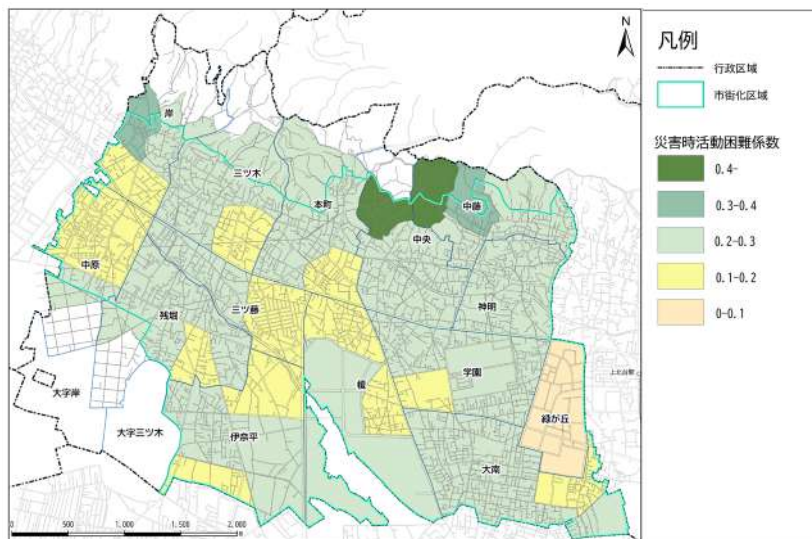 N
凡例
行政区域
市街化区域
災害時活動困難係数
0.4-
0.3-0.4
0.2-0.3
0.1-0.2
0-0.1
岸
三ツ木
本町
中藤
中央
中原
残堀
三ツ藤
神明
学園
榎
大字岸
大字三ツ木
伊奈平
緑が丘
大南
上北台駅
0 500 1,000 1,500 2,000